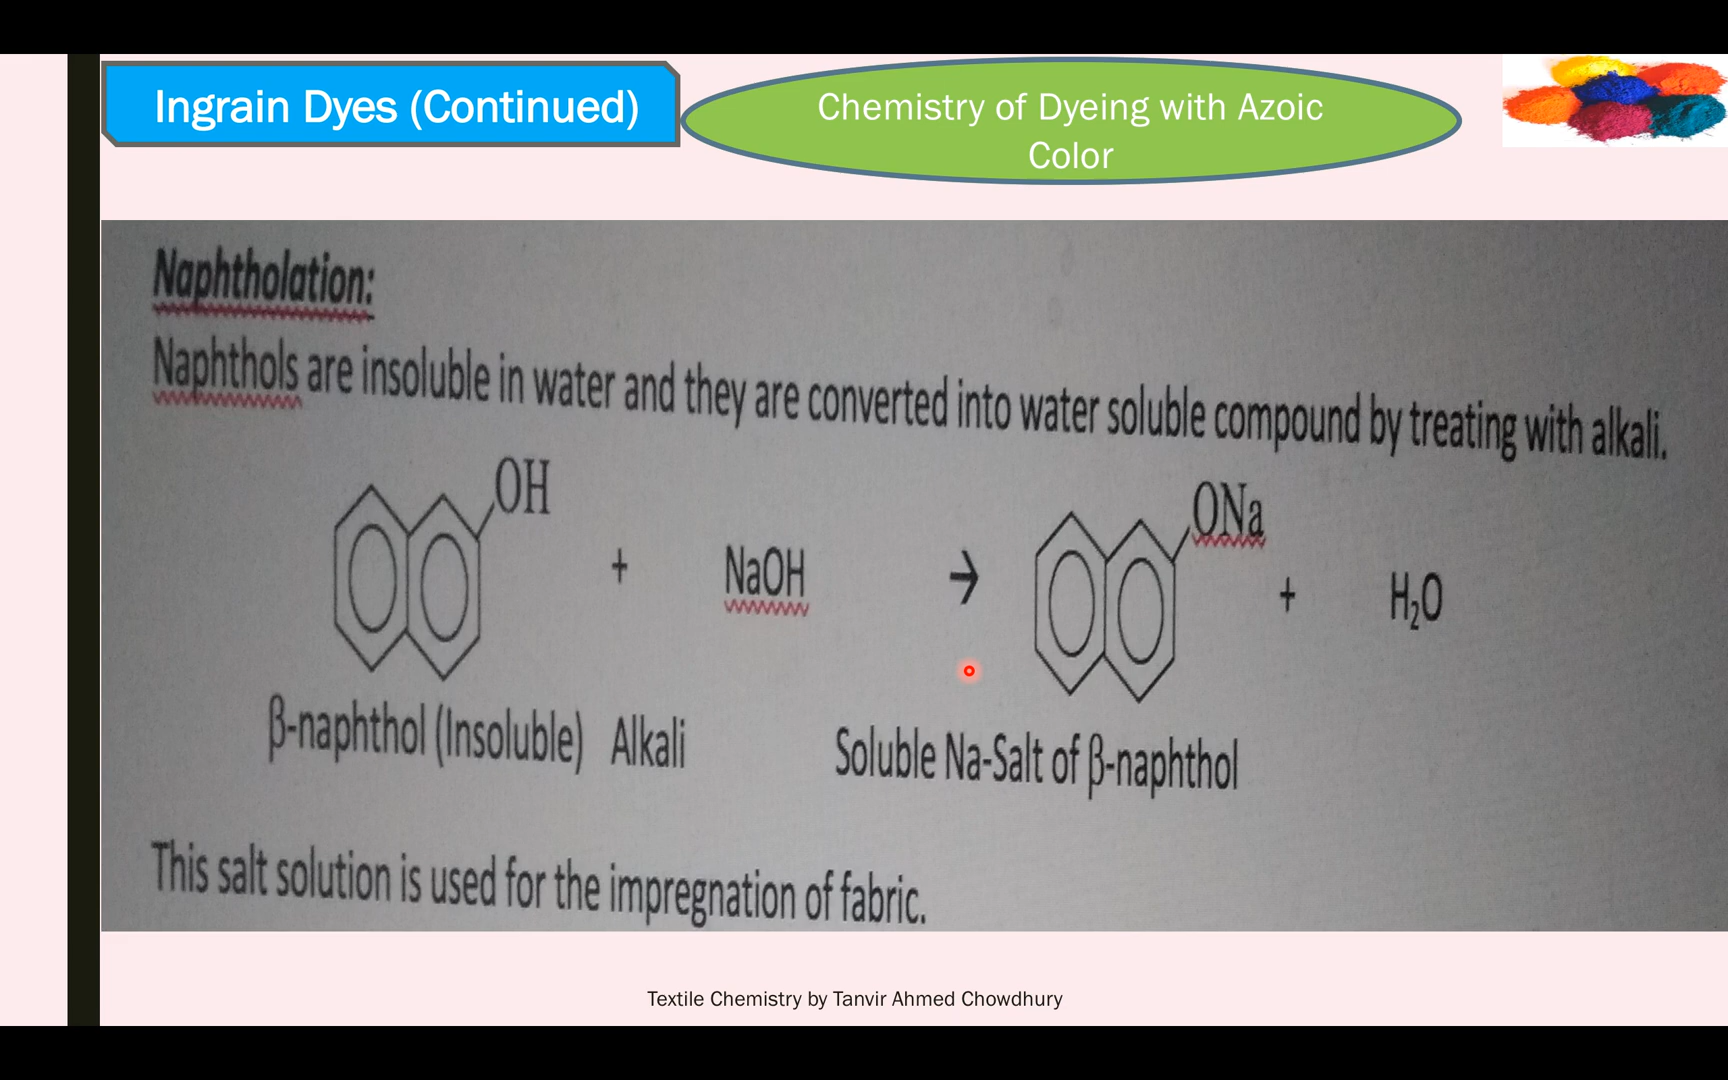 Ingrain Dyes (Continued)
Chemistry of Dyeing with Azoic
Color
Naphtholation:
Naphthols are insoluble in water and they are converted into water soluble compound by treating with alkali.
OH + NaOH → ONa + H₂O
β-naphthol (Insoluble) Alkali Soluble Na-Salt of β-naphthol
This salt solution is used for the impregnation of fabric.
Textile Chemistry by Tanvir Ahmed Chowdhury